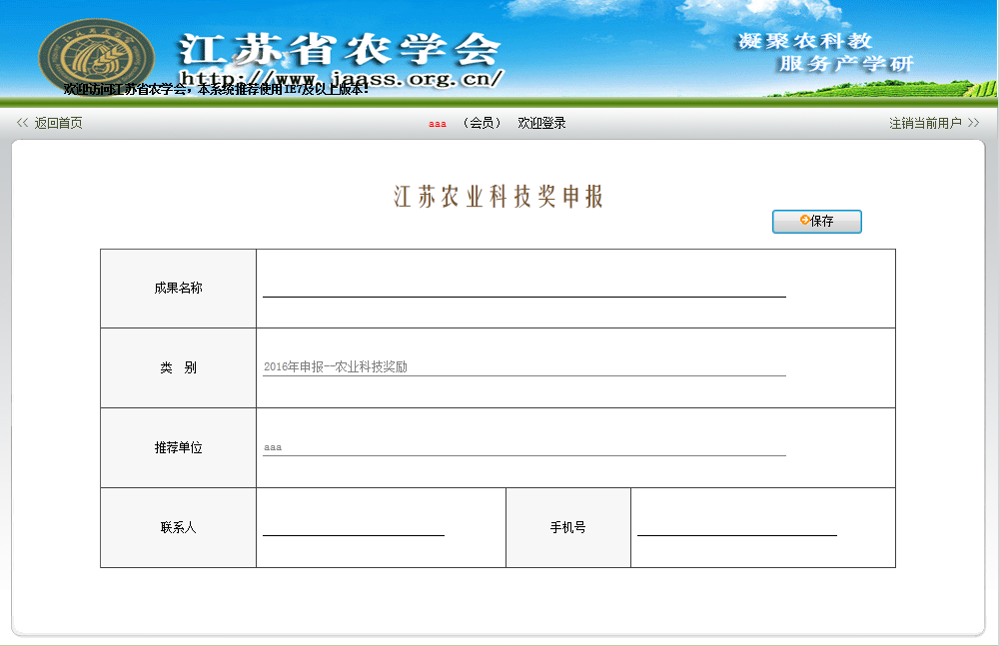 江苏省农学会
http://www.jaass.org.cn/
凝聚农科教
服务产学研
欢迎访问江苏省农学会，本系统推荐使用IE7及以上版本！
<< 返回首页
aaa （会员） 欢迎登录
注销当前用户 >>
江苏农业科技奖申报
保存
成果名称
类 别
2016年申报--农业科技奖励
推荐单位
aaa
联系人
手机号